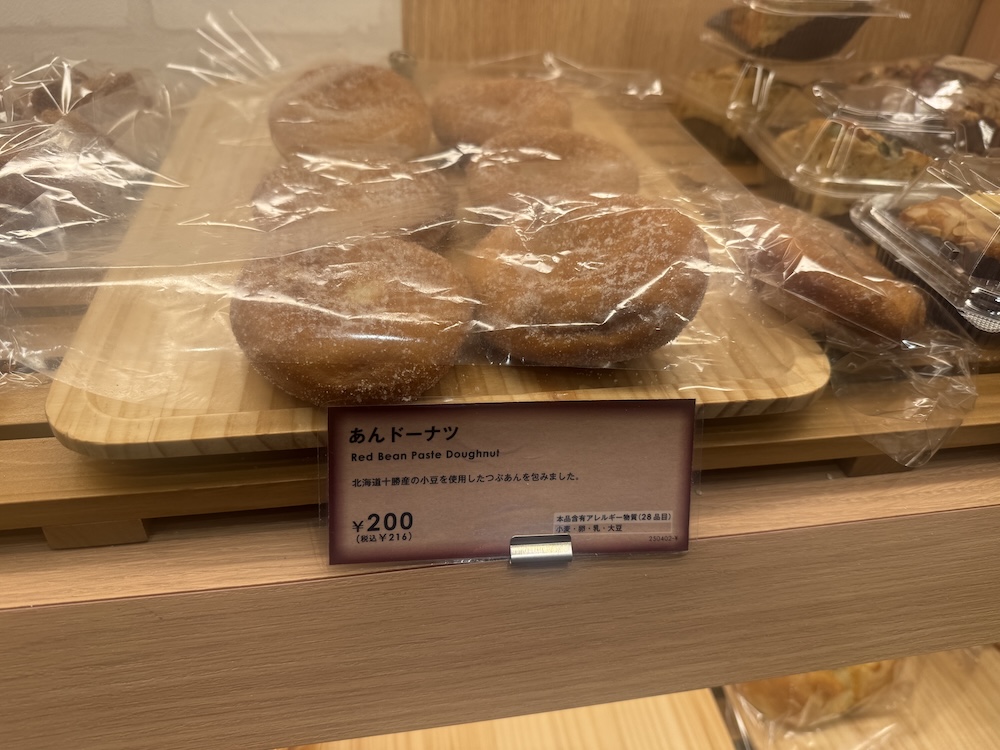 あんドーナツ
Red Bean Paste Doughnut
北海道十勝産の小豆を使用したつぶあんを包みました。
¥200
(税込¥216)
本品含有アレルギー物質(28品目)
小麦・卵・乳・大豆